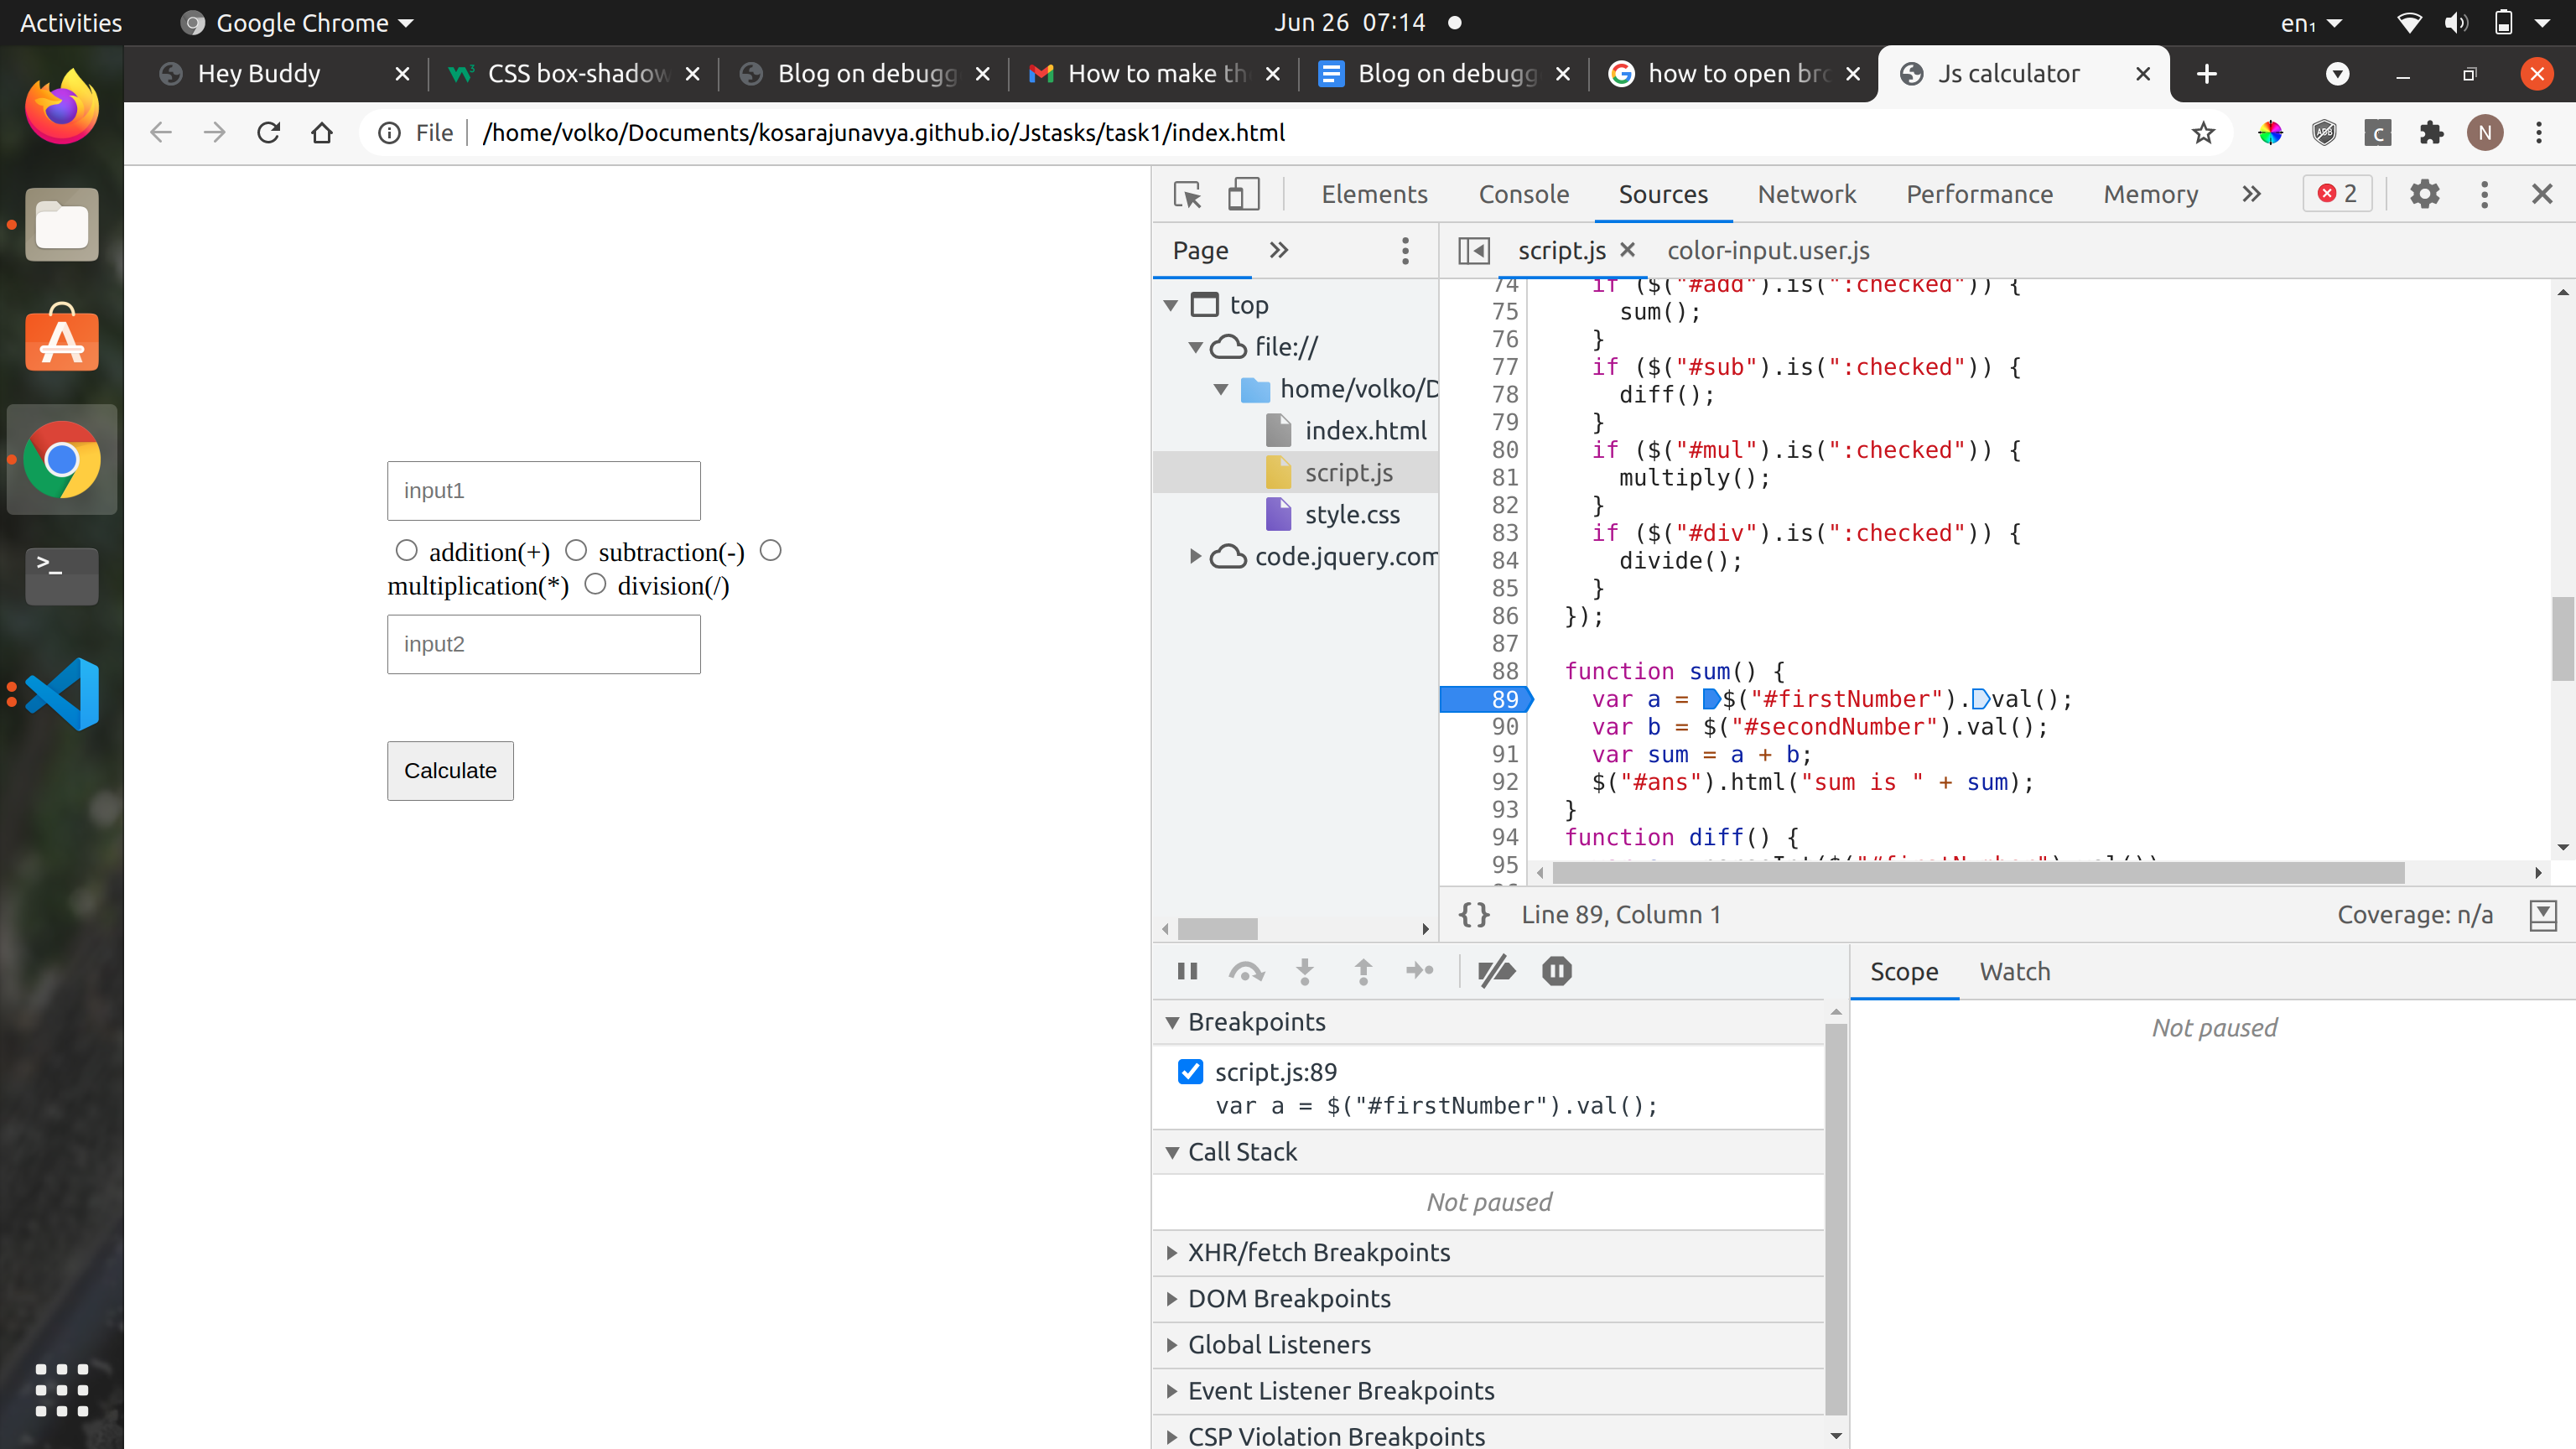 Activities
Google Chrome
Jun 26 07:14
en₁
Hey Buddy
CSS box-shadow
Blog on debugg
How to make th
Blog on debugg
how to open bro
Js calculator
File
/home/volko/Documents/kosarajunavya.github.io/Jstasks/task1/index.html
ABP
C
N
input1
addition(+) subtraction(-)
multiplication(*) division(/)
input2
Calculate
Elements Console Sources Network Performance Memory 2
Page
script.js
color-input.user.js
top
file://
home/volko/D
index.html
script.js
style.css
code.jquery.com
74 if ($("#add").is(":checked")) {
75 sum();
76 }
77 if ($("#sub").is(":checked")) {
78 diff();
79 }
80 if ($("#mul").is(":checked")) {
81 multiply();
82 }
83 if ($("#div").is(":checked")) {
84 divide();
85 }
86 });
87
88 function sum() {
89 var a = $("#firstNumber").val();
90 var b = $("#secondNumber").val();
91 var sum = a + b;
92 $("#ans").html("sum is " + sum);
93 }
94 function diff() {
95
{} Line 89, Column 1
Coverage: n/a
Breakpoints
script.js:89
var a = $("#firstNumber").val();
Call Stack
Not paused
XHR/fetch Breakpoints
DOM Breakpoints
Global Listeners
Event Listener Breakpoints
CSP Violation Breakpoints
Scope
Watch
Not paused